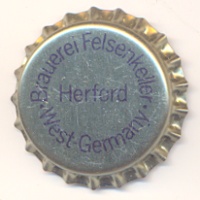 Brauerei Felsenkeller
Herford
· West-Germany ·